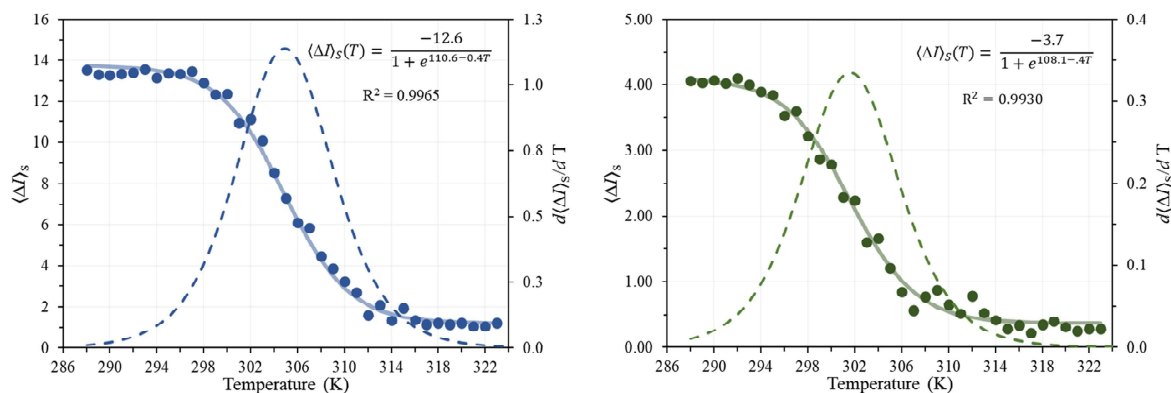 16
14
12
10
8
6
4
2
0
⟨ΔI⟩s
1.3
1.0
0.8
0.5
0.3
0.0
d⟨ΔI⟩s/d T
⟨ΔI⟩S(T) = −12.6 / 1 + e^110.6−0.4T
R² = 0.9965
290 294 298 302 306 310 314 318 322
Temperature (K)
5.00
4.00
3.00
2.00
1.00
0.00
⟨ΔI⟩s
0.4
0.3
0.2
0.1
0.0
d⟨ΔI⟩s/d T
⟨ΔI⟩S(T) = −3.7 / 1 + e^108.1−.4T
R² = 0.9930
290 294 298 302 306 310 314 318 322
Temperature (K)